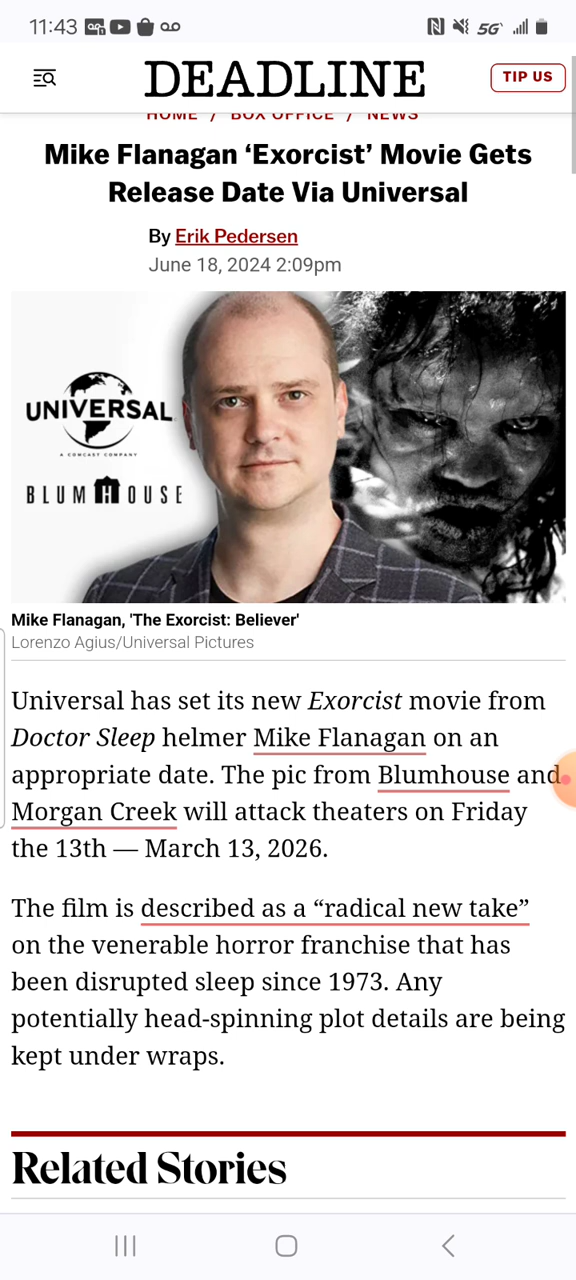 11:43
5G
DEADLINE
TIP US
HOME / BOX OFFICE / NEWS
Mike Flanagan ‘Exorcist’ Movie Gets
Release Date Via Universal
By Erik Pedersen
June 18, 2024 2:09pm
UNIVERSAL
A COMCAST COMPANY
BLUMHOUSE
Mike Flanagan, 'The Exorcist: Believer'
Lorenzo Agius/Universal Pictures
Universal has set its new Exorcist movie from
Doctor Sleep helmer Mike Flanagan on an
appropriate date. The pic from Blumhouse and
Morgan Creek will attack theaters on Friday
the 13th — March 13, 2026.
The film is described as a “radical new take”
on the venerable horror franchise that has
been disrupted sleep since 1973. Any
potentially head-spinning plot details are being
kept under wraps.
Related Stories